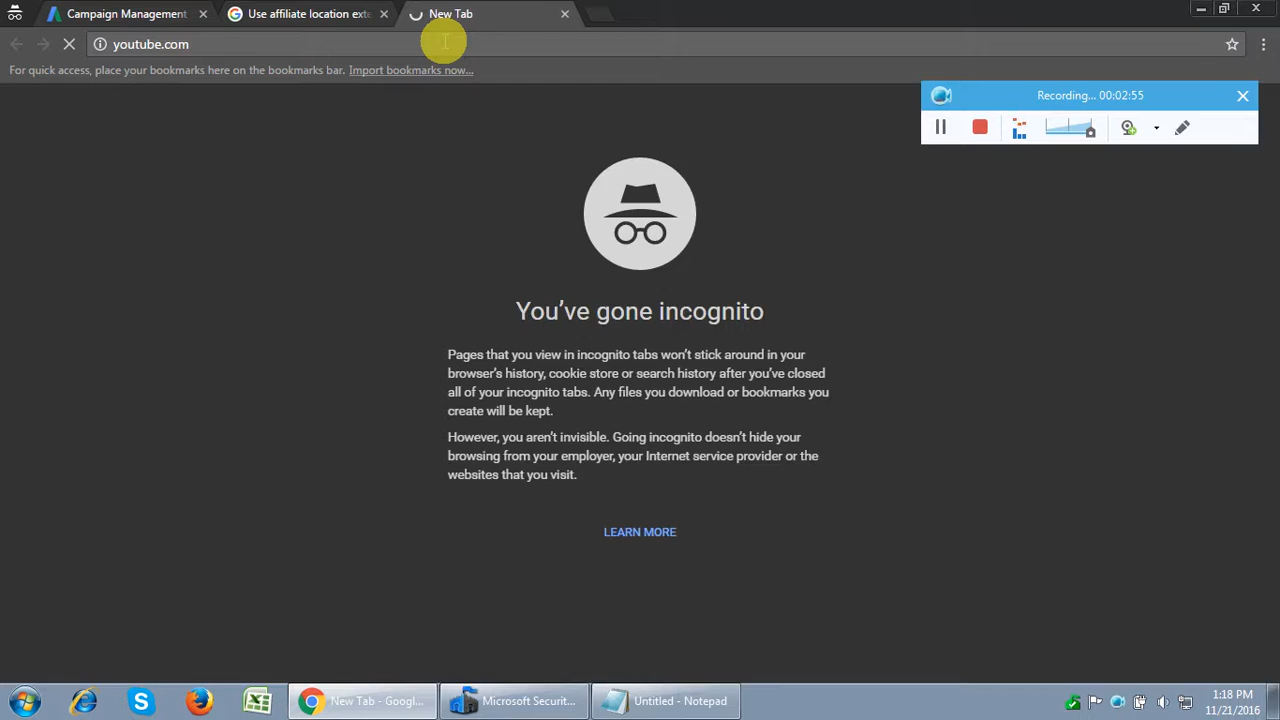 Campaign Management
Use affiliate location exte
New Tab
youtube.com
For quick access, place your bookmarks here on the bookmarks bar. Import bookmarks now...
Recording... 00:02:55
You've gone incognito
Pages that you view in incognito tabs won't stick around in your
browser's history, cookie store or search history after you've closed
all of your incognito tabs. Any files you download or bookmarks you
create will be kept.
However, you aren't invisible. Going incognito doesn't hide your
browsing from your employer, your Internet service provider or the
websites that you visit.
LEARN MORE
New Tab - Googl...
Microsoft Securit...
Untitled - Notepad
1:18 PM
11/21/2016